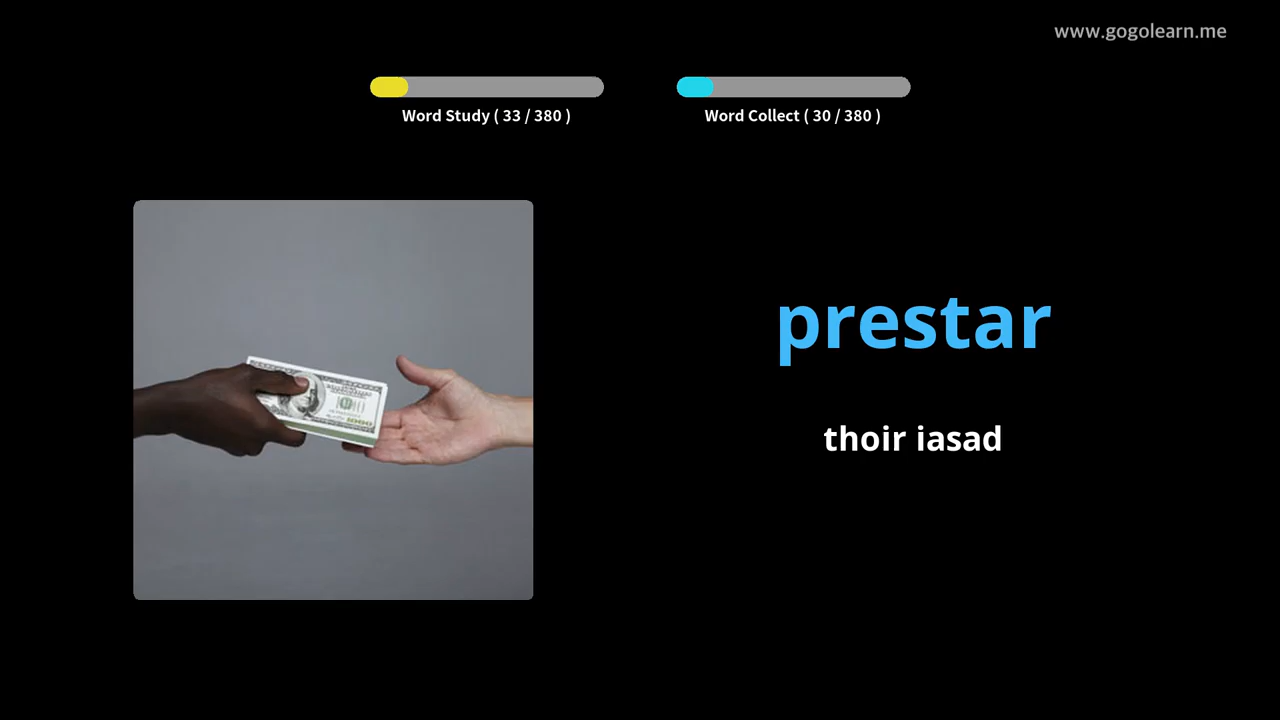 www.gogolearn.me
Word Study ( 33 / 380 )
Word Collect ( 30 / 380 )
prestar
thoir iasad